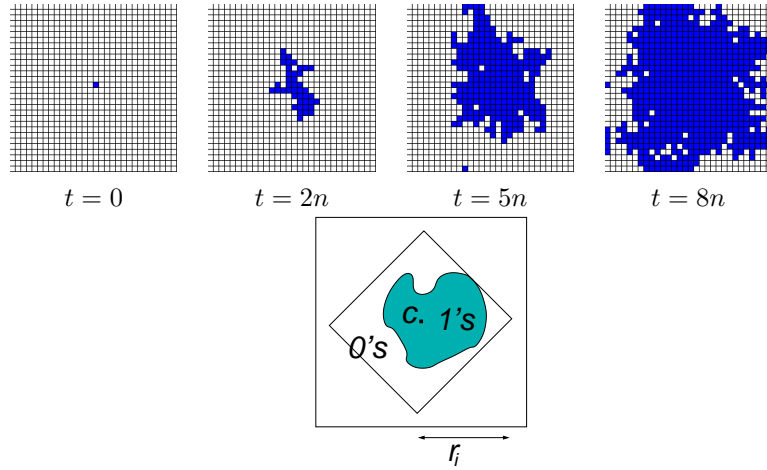 t = 0
t = 2n
t = 5n
t = 8n
c. 1's
0's
r_i